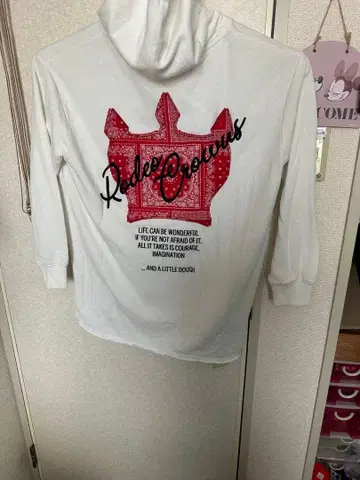 Rodeo Crowns
LIFE CAN BE WONDERFUL
IF YOU'RE NOT AFRAID OF IT.
ALL IT TAKES IS COURAGE,
IMAGINATION
... AND A LITTLE DOUGH
COME